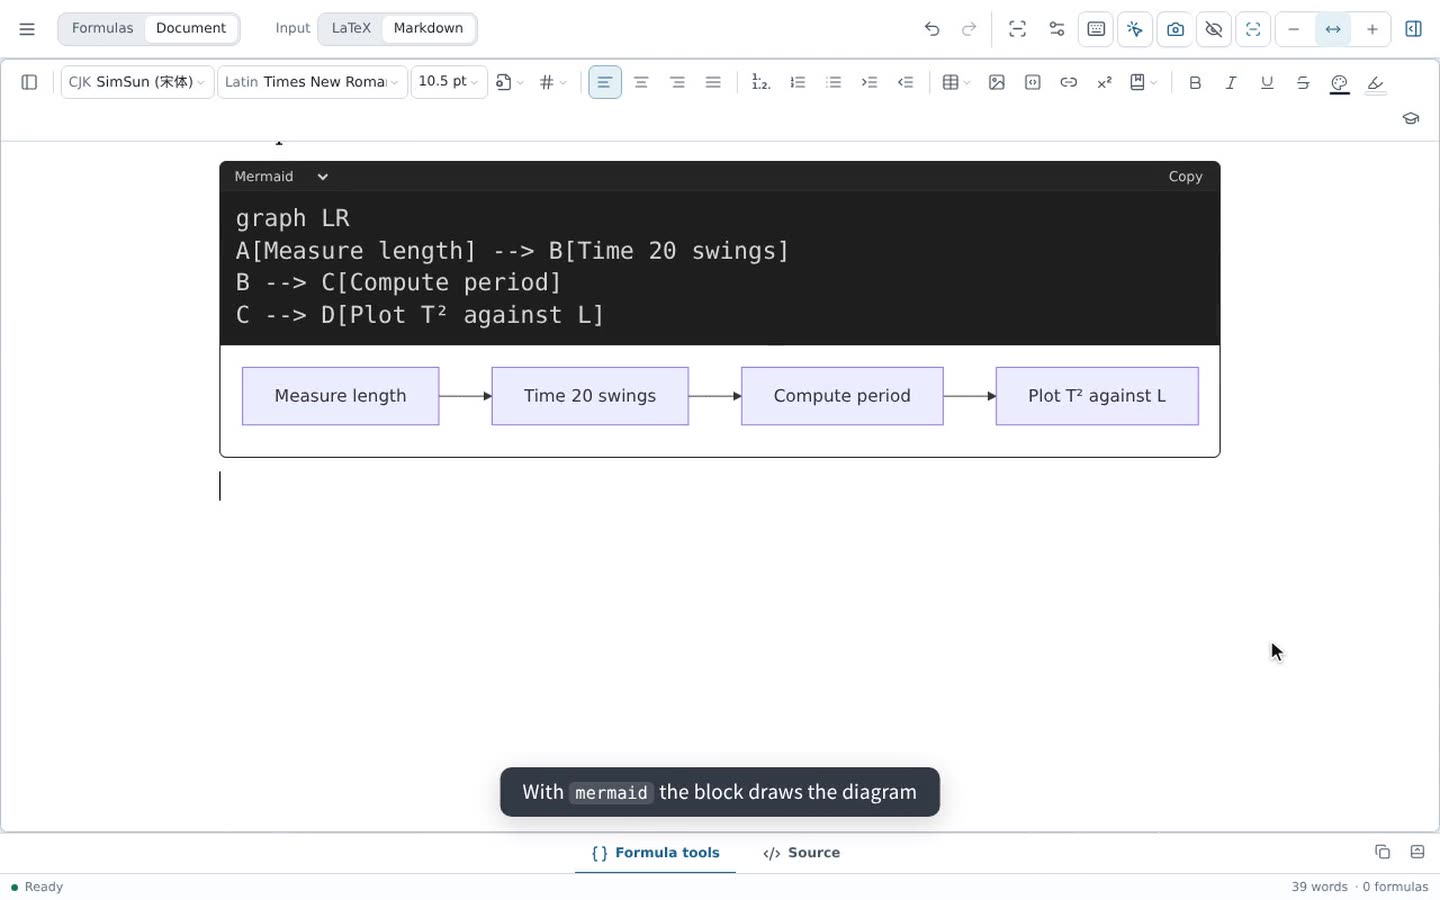 Formulas Document Input LaTeX Markdown
CJK SimSun (宋体) Latin Times New Roma 10.5 pt
Mermaid Copy
graph LR
A[Measure length] --> B[Time 20 swings]
B --> C[Compute period]
C --> D[Plot T² against L]
Measure length Time 20 swings Compute period Plot T² against L
With mermaid the block draws the diagram
Formula tools Source
Ready 39 words · 0 formulas